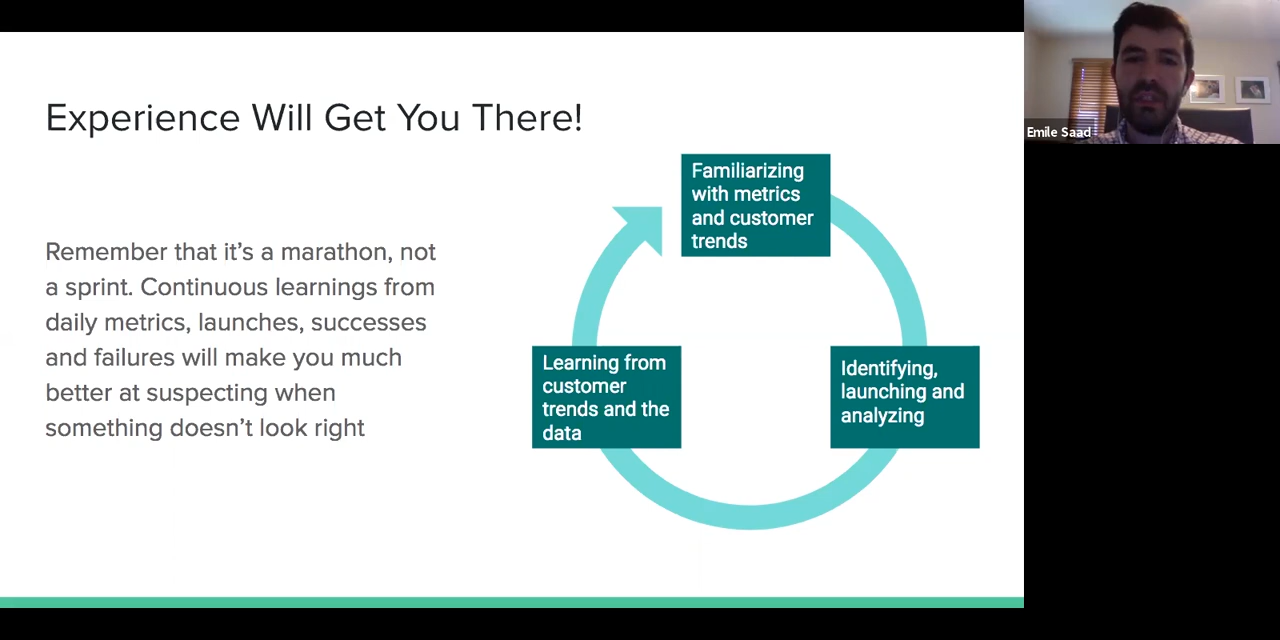 Experience Will Get You There!
Remember that it’s a marathon, not
a sprint. Continuous learnings from
daily metrics, launches, successes
and failures will make you much
better at suspecting when
something doesn’t look right
Familiarizing
with metrics
and customer
trends
Identifying,
launching and
analyzing
Learning from
customer
trends and the
data
Emile Saad